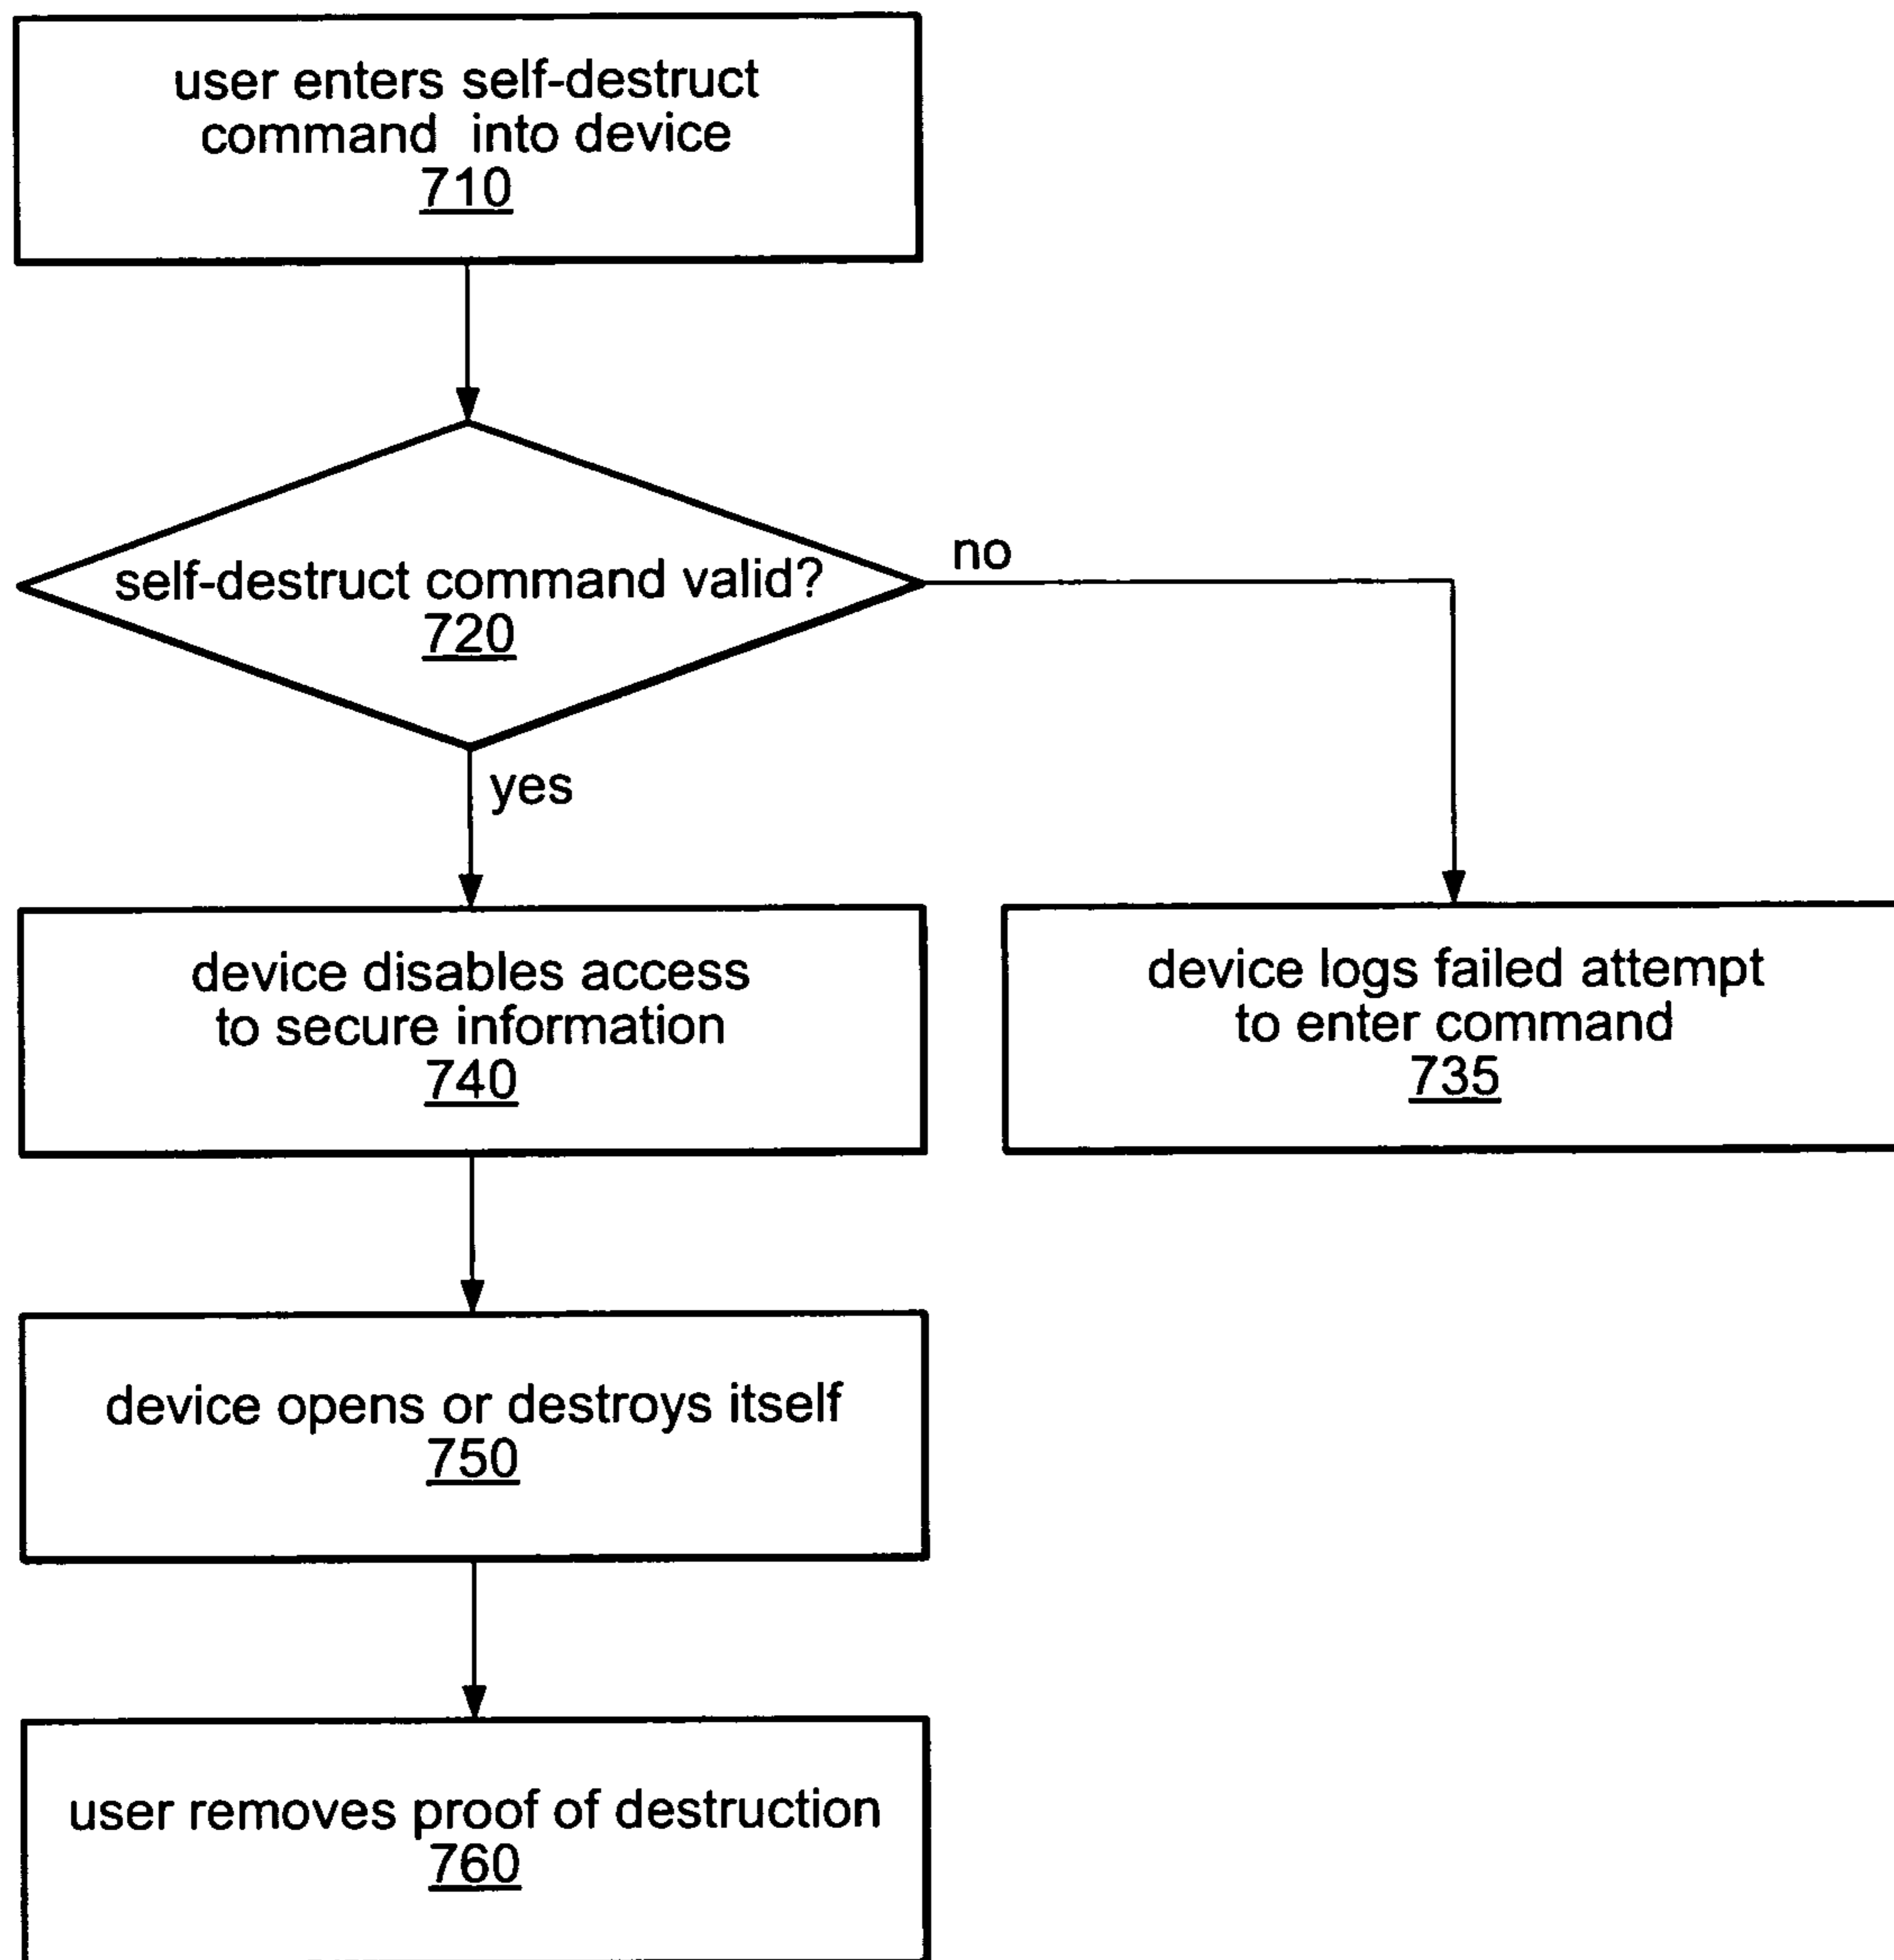 user enters self-destruct
command into device
710
self-destruct command valid?
720
no
yes
device disables access
to secure information
740
device logs failed attempt
to enter command
735
device opens or destroys itself
750
user removes proof of destruction
760